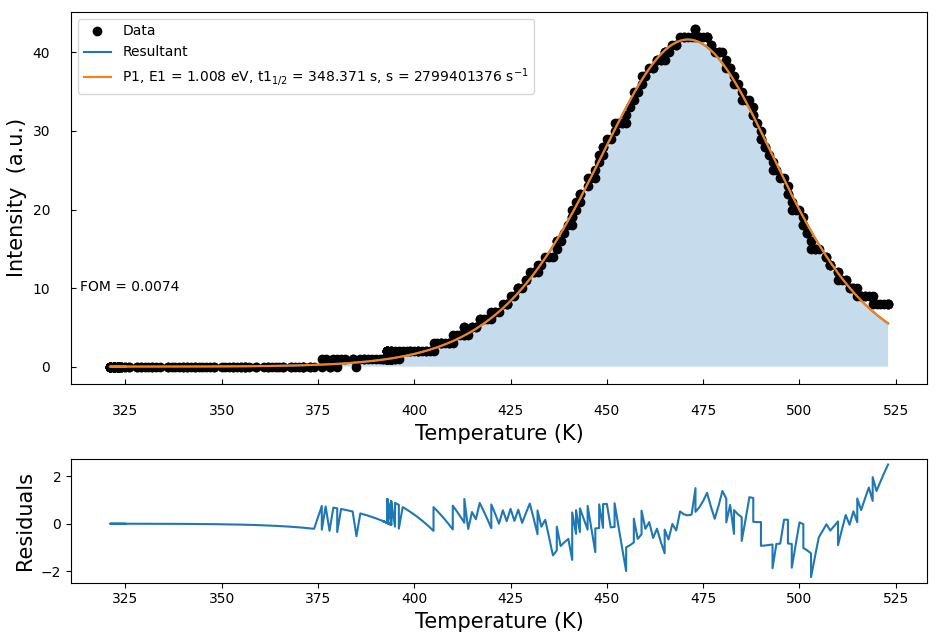 Data
Resultant
P1, E1 = 1.008 eV, t1₁/₂ = 348.371 s, s = 2799401376 s⁻¹
Intensity (a.u.)
40
30
20
10
0
FOM = 0.0074
325 350 375 400 425 450 475 500 525
Temperature (K)
Residuals
2
0
−2
325 350 375 400 425 450 475 500 525
Temperature (K)